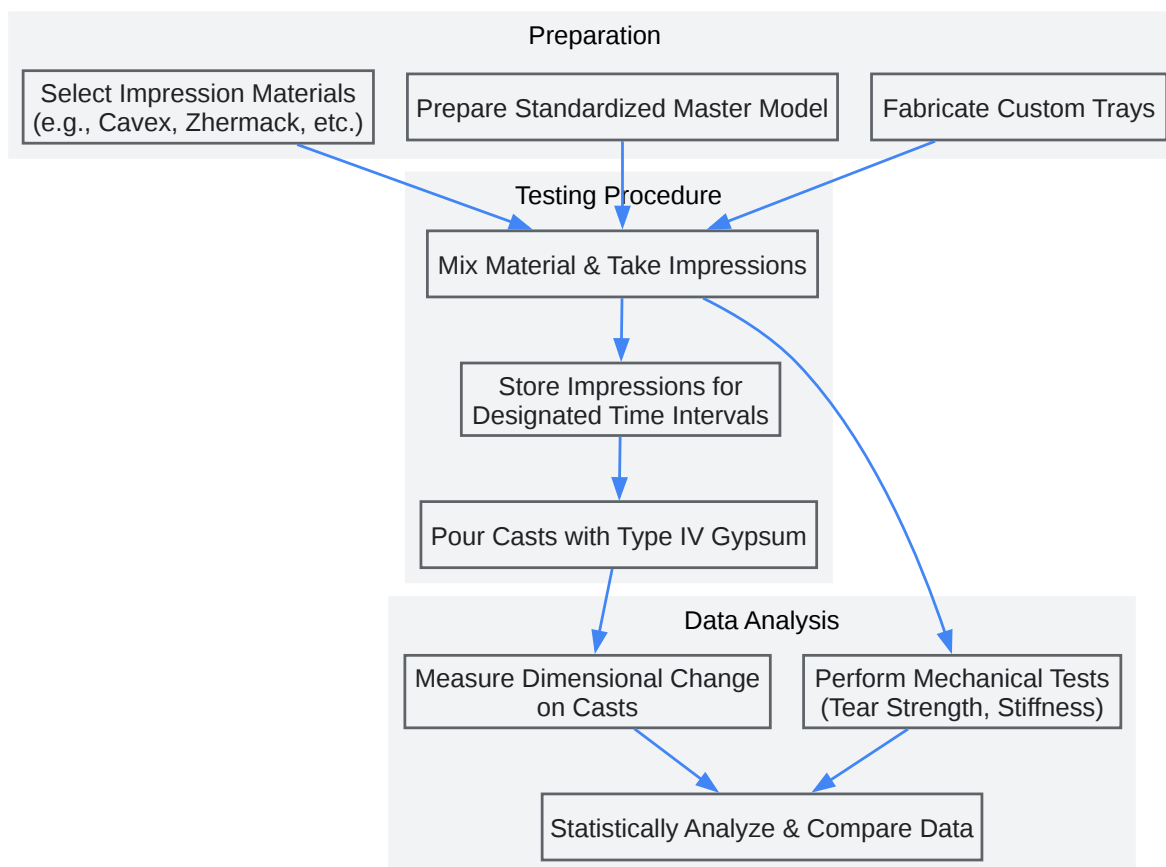 Preparation
Select Impression Materials
(e.g., Cavex, Zhermack, etc.)
Prepare Standardized Master Model
Fabricate Custom Trays
Testing Procedure
Mix Material & Take Impressions
Store Impressions for
Designated Time Intervals
Pour Casts with Type IV Gypsum
Data Analysis
Measure Dimensional Change
on Casts
Perform Mechanical Tests
(Tear Strength, Stiffness)
Statistically Analyze & Compare Data